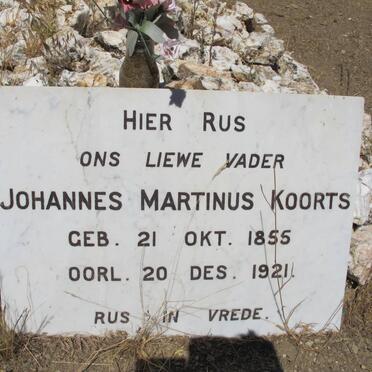 HIER RUS
ONS LIEWE VADER
JOHANNES MARTINUS KOORTS
GEB. 21 OKT. 1855
OORL. 20 DES. 1921.
RUS IN VREDE.